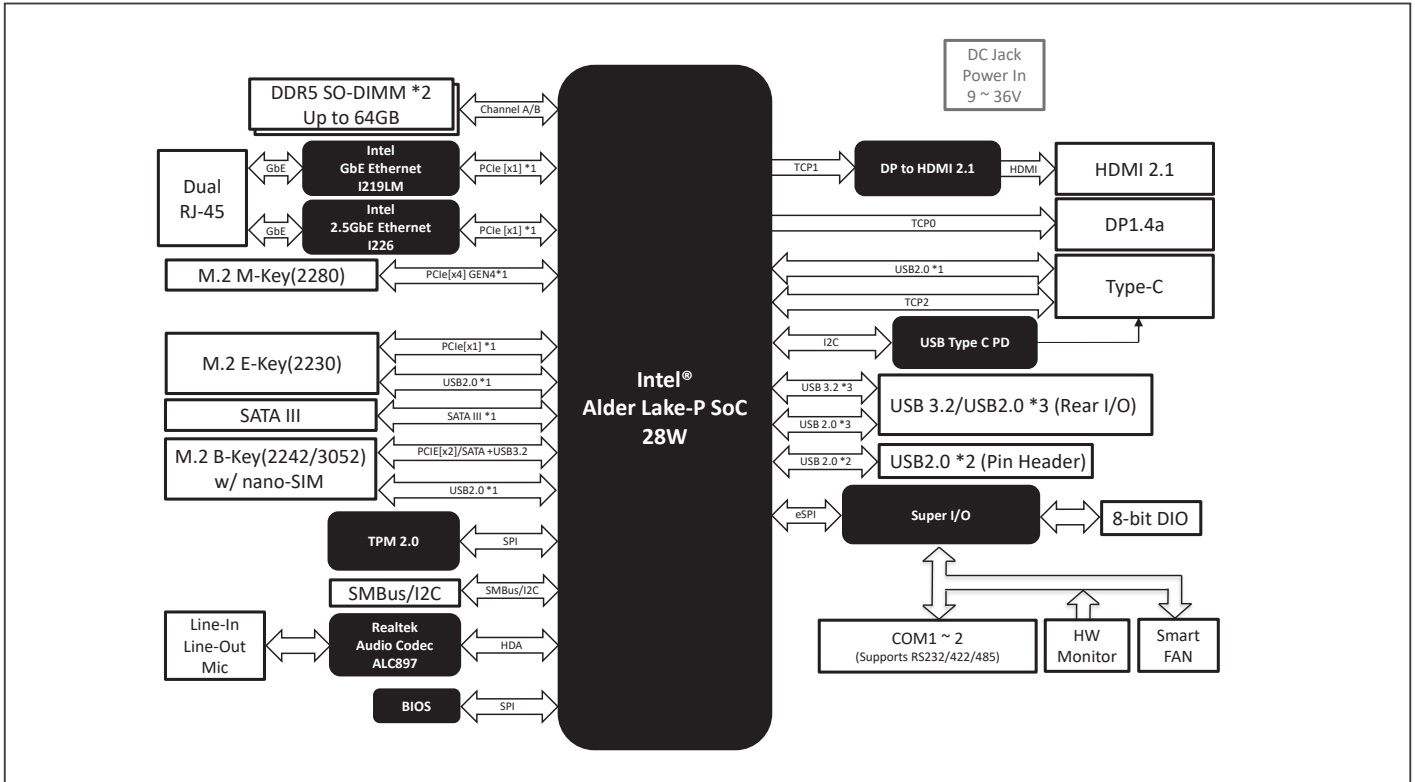 DC Jack
Power In
9 ~ 36V
DDR5 SO-DIMM *2
Up to 64GB
Channel A/B
Dual
RJ-45
GbE
Intel
GbE Ethernet
I219LM
PCIe [x1] *1
GbE
Intel
2.5GbE Ethernet
I226
PCIe [x1] *1
M.2 M-Key(2280)
PCIe[x4] GEN4*1
M.2 E-Key(2230)
PCIe[x1] *1
USB2.0 *1
SATA III
SATA III *1
M.2 B-Key(2242/3052)
w/ nano-SIM
PCIE[x2]/SATA +USB3.2
USB2.0 *1
TPM 2.0
SPI
SMBus/I2C
SMBus/I2C
Line-In
Line-Out
Mic
Realtek
Audio Codec
ALC897
HDA
BIOS
SPI
Intel®
Alder Lake-P SoC
28W
TCP1
DP to HDMI 2.1
HDMI
HDMI 2.1
TCP0
DP1.4a
USB2.0 *1
TCP2
Type-C
I2C
USB Type C PD
USB 3.2 *3
USB 2.0 *3
USB 3.2/USB2.0 *3 (Rear I/O)
USB 2.0 *2
USB2.0 *2 (Pin Header)
eSPI
Super I/O
8-bit DIO
COM1 ~ 2
(Supports RS232/422/485)
HW
Monitor
Smart
FAN